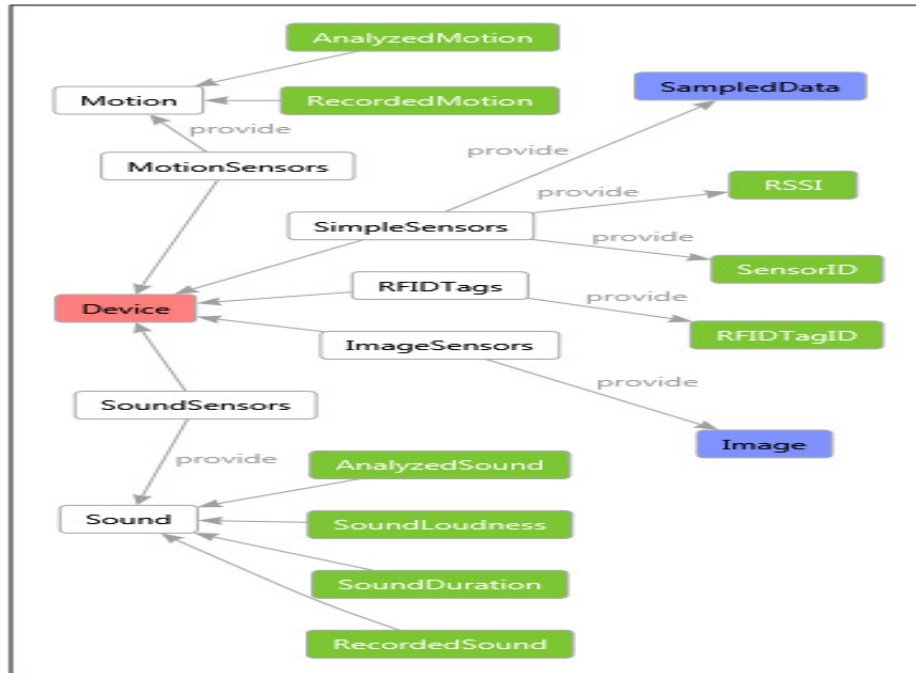 AnalyzedMotion
Motion
RecordedMotion
SampledData
provide
provide
MotionSensors
provide
RSSI
SimpleSensors
provide
SensorID
RFIDTags
provide
Device
RFIDTagID
ImageSensors
provide
SoundSensors
Image
provide
AnalyzedSound
Sound
SoundLoudness
SoundDuration
RecordedSound